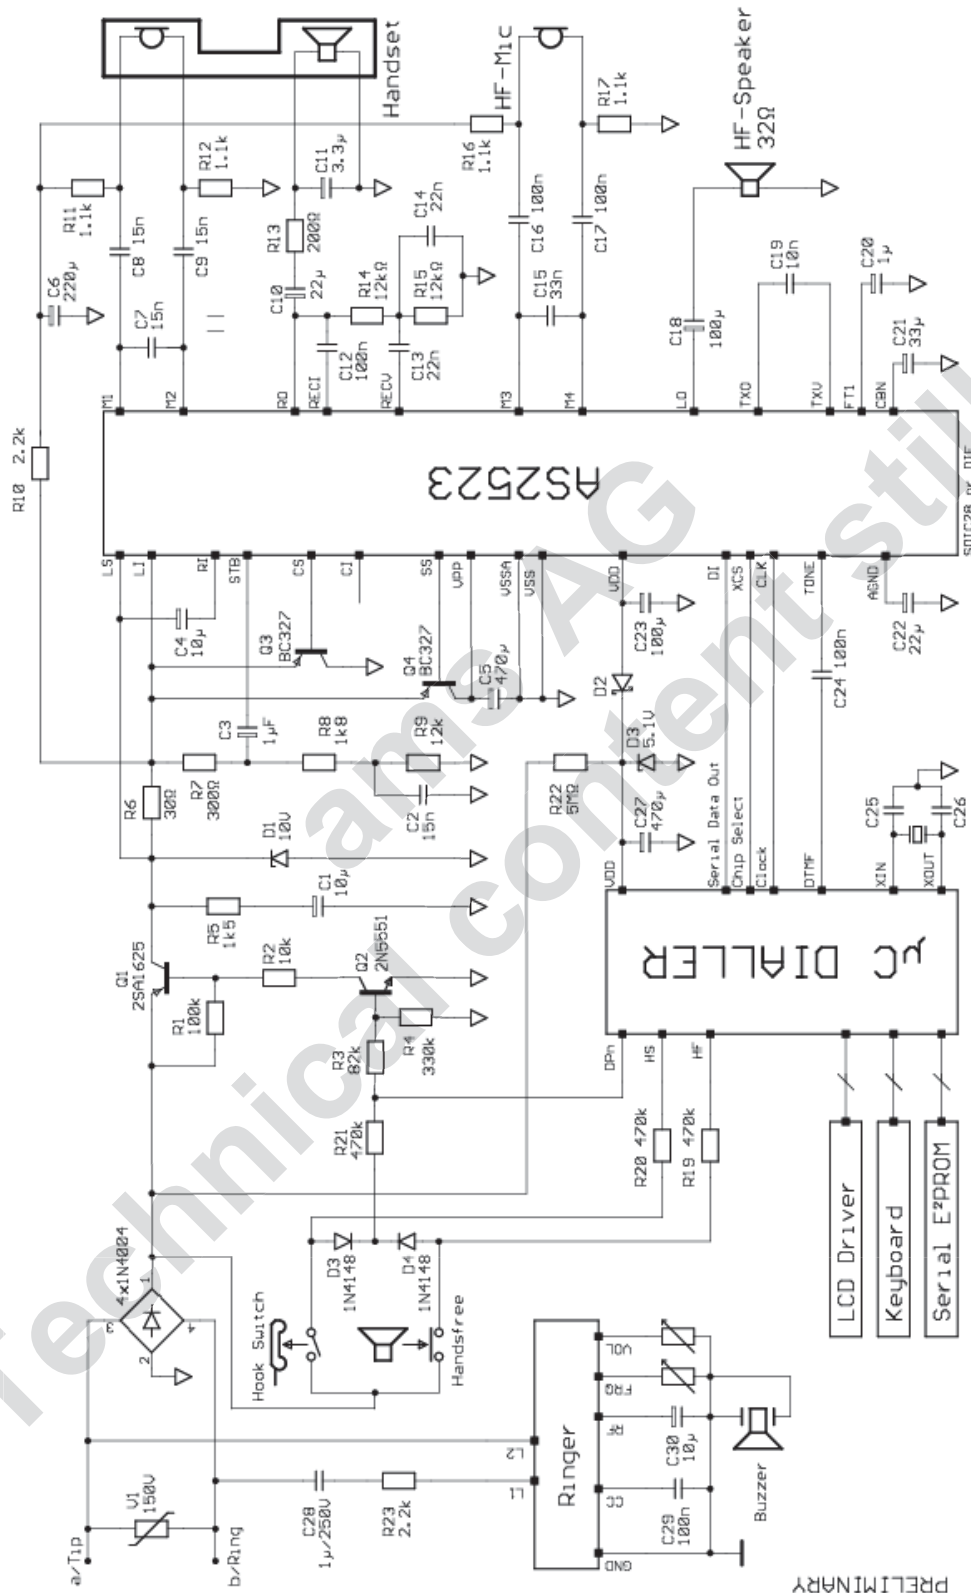 Handset
HF-Mic
HF-Speaker
32Ω
R11
1.1k
R12
1.1k
C11
3.3µ
R16
1.1k
R17
1.1k
C6
220µ
C8
15n
C9
15n
C7
15n
R13
200Ω
C10
22µ
R14
12kΩ
R15
12kΩ
C14
22n
C12
100n
C13
22n
C16
100n
C17
100n
C15
33n
C18
100µ
C19
10n
C20
1µ
C21
33µ
R10 2.2k
M1
M2
RO
RECI
RECV
M3
M4
LO
TXO
TXV
FT1
CBN
AS2523
LS
LI
RI
STB
CS
CI
SS
VPP
VSSA
VSS
VDD
DI
XCS
CLK
TONE
AGND
C4
10µ
Q3
BC327
Q4
BC327
C5
470µ
C23
100µ
C22
22µ
D2
C24 100n
R6
30Ω
R7
300Ω
C3
1µF
R8
1k8
R9
12k
C2
15n
R22
5MΩ
D3
5.1V
C27
470µ
D1
10V
C1
10µ
R5
1k5
Q1
2SA1625
R1
100k
R2
10k
Q2
2N5551
R3
82k
R4
330k
R21
470k
Serial Data Out
Chip Select
Clock
VDD
DTMF
XIN
XOUT
C25
C26
µC DIALLER
DPn
HS
HF
R20 470k
R19 470k
LCD Driver
Keyboard
Serial E²PROM
4x1N4004
1
2
3
4
D3
1N4148
D4
1N4148
Hook Switch
Handsfree
a/Tip
b/Ring
V1
150V
C28
1µ/250V
R23
2.2k
Ringer
L2
L1
VOL
FRQ
RF
CC
GND
C30
10µ
C29
100n
Buzzer
PRELIMINARY
ams AG
Technical content still